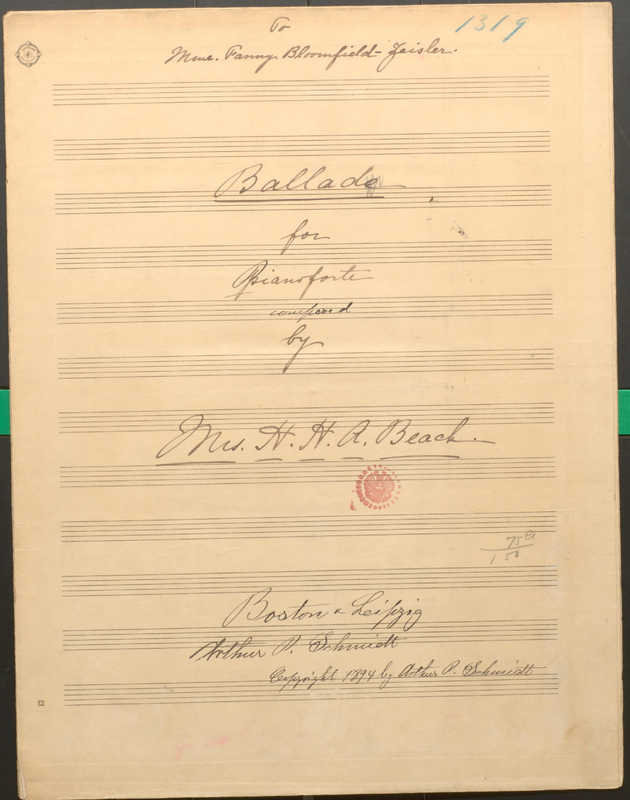 1319
To
Mme. Fanny Bloomfield-Zeisler.
Ballade
for
Pianoforte
composed
by
Mrs. H. H. A. Beach.
75
1 50
Boston & Leipzig
Arthur P. Schmidt
Copyright 1894 by Arthur P. Schmidt
12